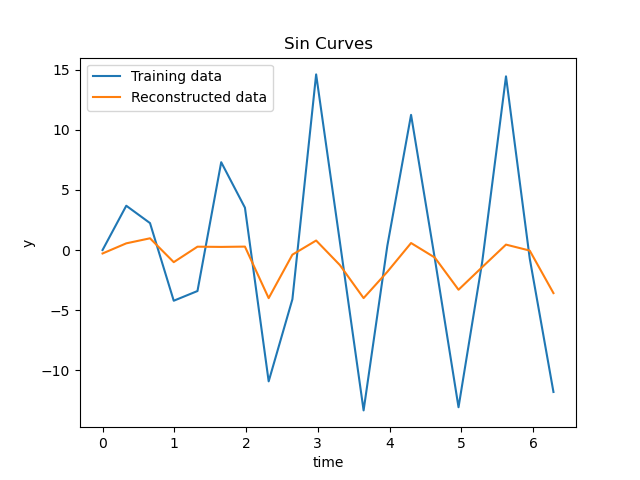 Sin Curves
Training data
Reconstructed data
15
10
5
0
−5
−10
y
0 1 2 3 4 5 6
time